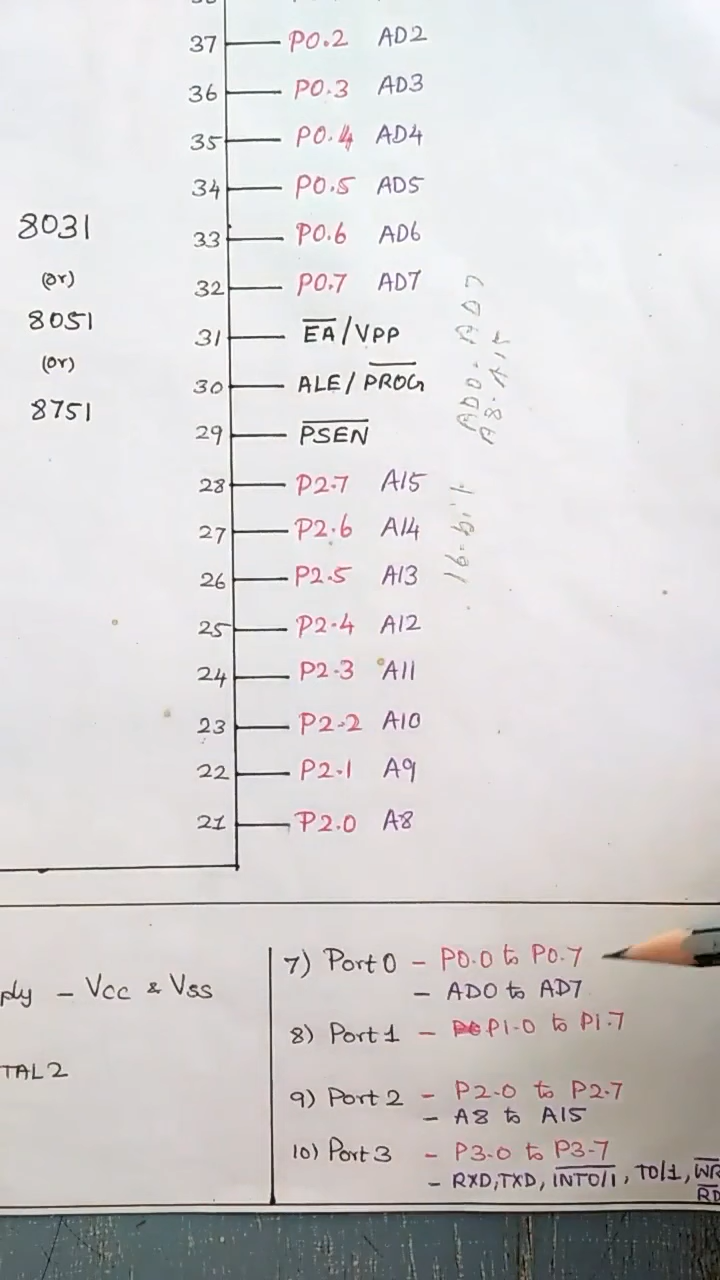 37 P0.2 AD2
36 P0.3 AD3
35 P0.4 AD4
34 P0.5 AD5
33 P0.6 AD6
32 P0.7 AD7
31 E̅A̅/VPP
30 ALE/P̅R̅O̅G̅
29 P̅S̅E̅N̅
28 P2.7 A15
27 P2.6 A14
26 P2.5 A13
25 P2.4 A12
24 P2.3 A11
23 P2.2 A10
22 P2.1 A9
21 P2.0 A8
8031
(or)
8051
(or)
8751
AD0-AD7
A8-A15
16-bit
ply - Vcc & Vss
TAL2
7) Port 0 - P0.0 to P0.7
- AD0 to AD7
8) Port 1 - P1.0 to P1.7
9) Port 2 - P2.0 to P2.7
- A8 to A15
10) Port 3 - P3.0 to P3.7
- RXD,TXD, I̅N̅T̅0̅/̅1̅, T0/1, W̅R̅
R̅D̅